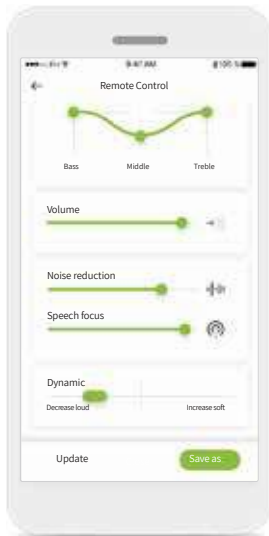 9:41 AM
Remote Control
Bass Middle Treble
Volume
Noise reduction
Speech focus
Dynamic
Decrease loud Increase soft
Update Save as